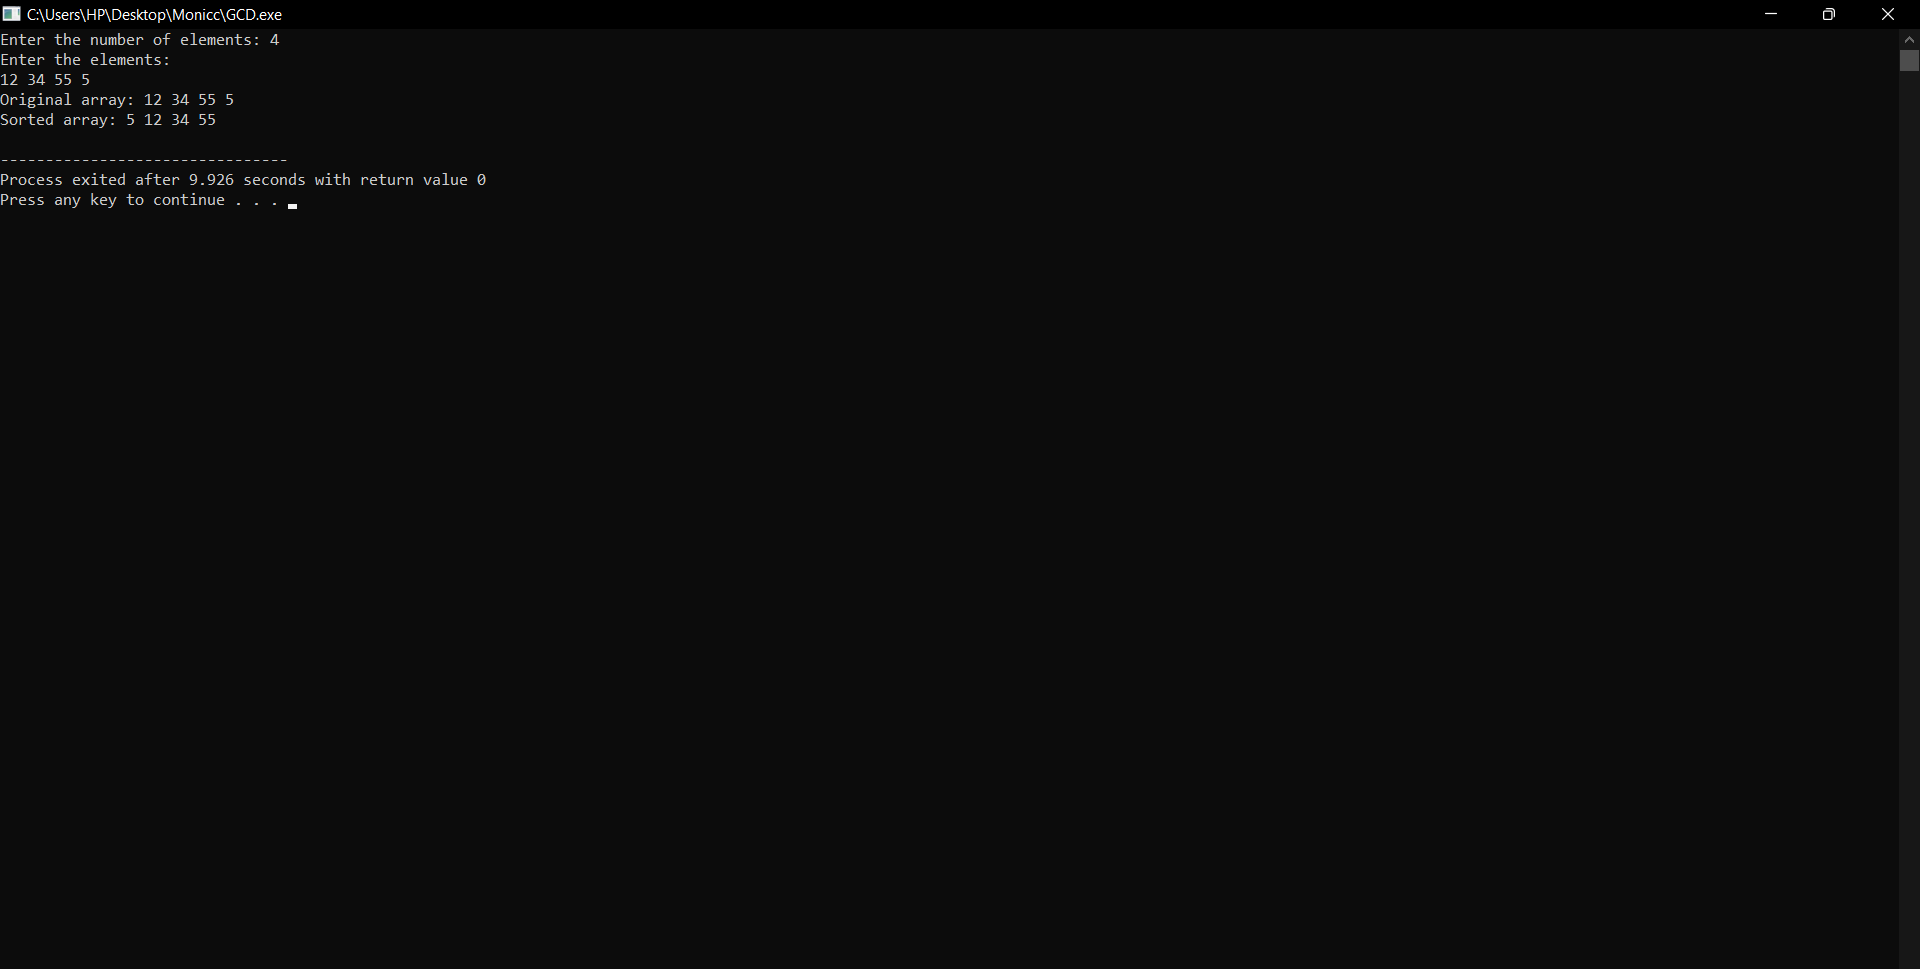 C:\Users\HP\Desktop\Monicc\GCD.exe
Enter the number of elements: 4
Enter the elements:
12 34 55 5
Original array: 12 34 55 5
Sorted array: 5 12 34 55
--------------------------------
Process exited after 9.926 seconds with return value 0
Press any key to continue . . .